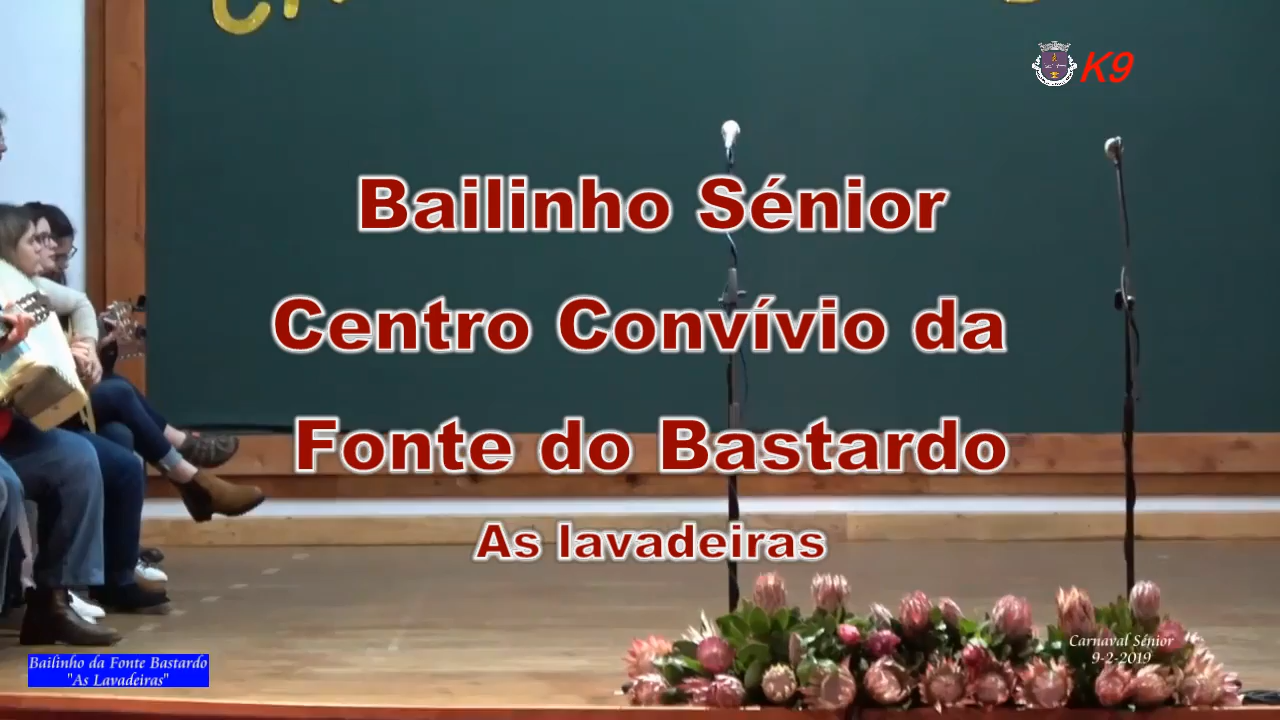 K9
Bailinho Sénior
Centro Convívio da
Fonte do Bastardo
As lavadeiras
Carnaval Sénior
9-2-2019
Bailinho da Fonte Bastardo
"As Lavadeiras"